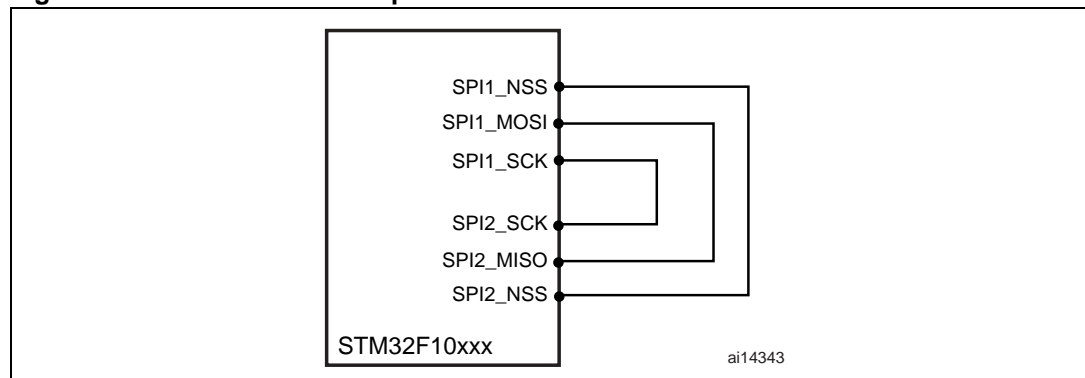 SPI1_NSS
SPI1_MOSI
SPI1_SCK
SPI2_SCK
SPI2_MISO
SPI2_NSS
STM32F10xxx
ai14343